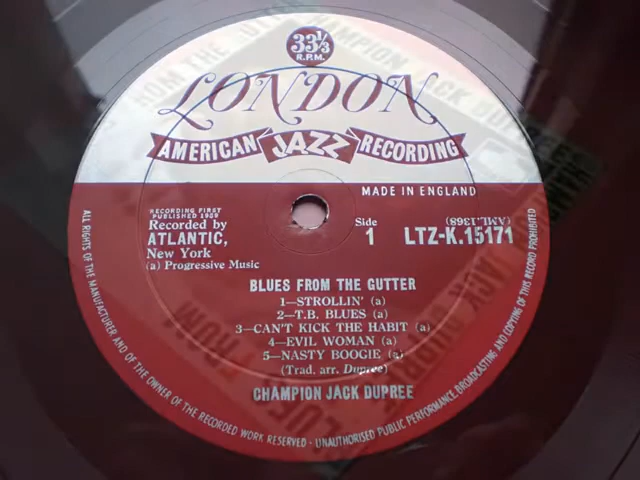 33⅓
R.P.M.
LONDON
AMERICAN JAZZ RECORDING
MADE IN ENGLAND
RECORDING FIRST
PUBLISHED 1959
Recorded by
ATLANTIC,
New York
(a) Progressive Music
Side
1
(AML.1368)
LTZ-K.15171
BLUES FROM THE GUTTER
1—STROLLIN' (a)
2—T.B. BLUES (a)
3—CAN'T KICK THE HABIT (a)
4—EVIL WOMAN (a)
5—NASTY BOOGIE (a)
(Trad. arr. Dupree)
CHAMPION JACK DUPREE
ALL RIGHTS OF THE MANUFACTURER AND OF THE OWNER OF THE RECORDED WORK RESERVED · UNAUTHORISED PUBLIC PERFORMANCE, BROADCASTING AND COPYING OF THIS RECORD PROHIBITED